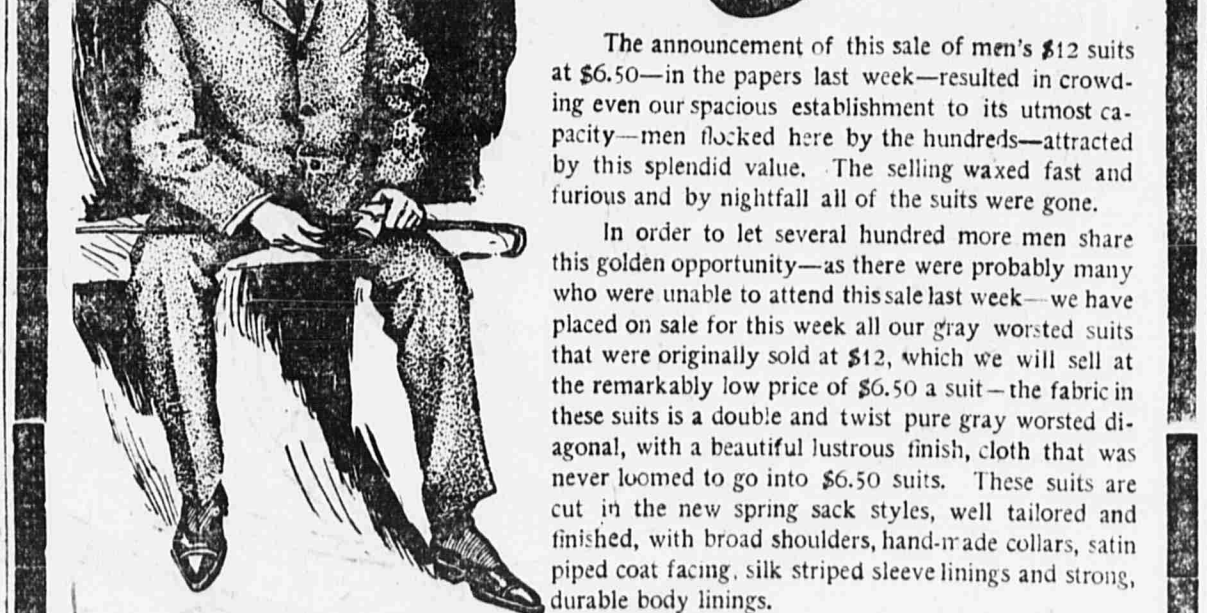 The announcement of this sale of men's $12 suits
at $6.50—in the papers last week—resulted in crowd-
ing even our spacious establishment to its utmost ca-
pacity—men flocked here by the hundreds—attracted
by this splendid value. The selling waxed fast and
furious and by nightfall all of the suits were gone.
In order to let several hundred more men share
this golden opportunity—as there were probably many
who were unable to attend this sale last week—we have
placed on sale for this week all our gray worsted suits
that were originally sold at $12, which we will sell at
the remarkably low price of $6.50 a suit—the fabric in
these suits is a double and twist pure gray worsted di-
agonal, with a beautiful lustrous finish, cloth that was
never loomed to go into $6.50 suits. These suits are
cut in the new spring sack styles, well tailored and
finished, with broad shoulders, hand-made collars, satin
piped coat facing, silk striped sleeve linings and strong,
durable body linings.